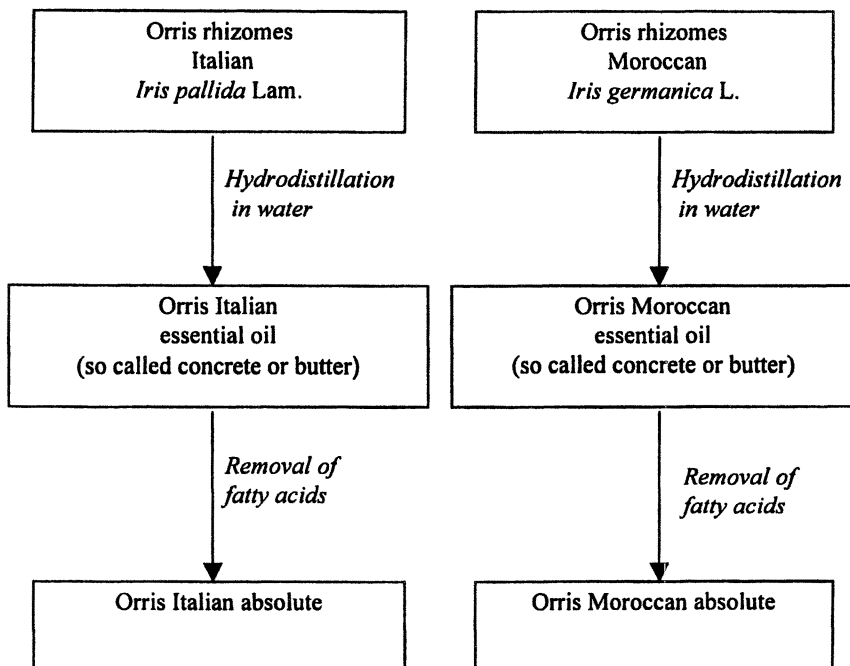 Orris rhizomes
Italian
Iris pallida Lam.
Hydrodistillation
in water
Orris Italian
essential oil
(so called concrete or butter)
Removal of
fatty acids
Orris Italian absolute
Orris rhizomes
Moroccan
Iris germanica L.
Hydrodistillation
in water
Orris Moroccan
essential oil
(so called concrete or butter)
Removal of
fatty acids
Orris Moroccan absolute